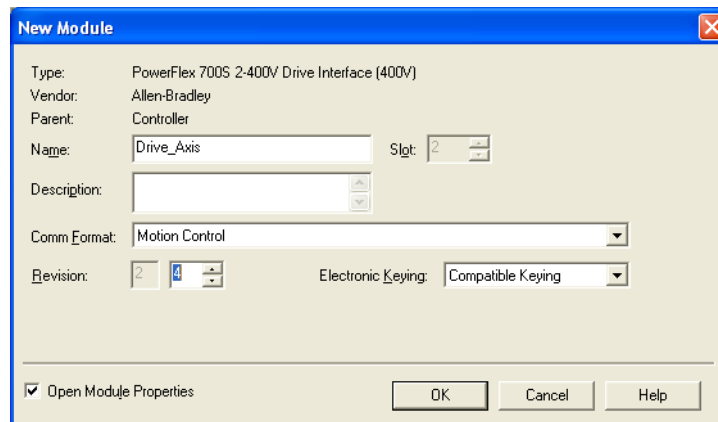 New Module
Type: PowerFlex 700S 2-400V Drive Interface (400V)
Vendor: Allen-Bradley
Parent: Controller
Name: Drive_Axis Slot: 2
Description:
Comm Format: Motion Control
Revision: 2 4 Electronic Keying: Compatible Keying
Open Module Properties OK Cancel Help